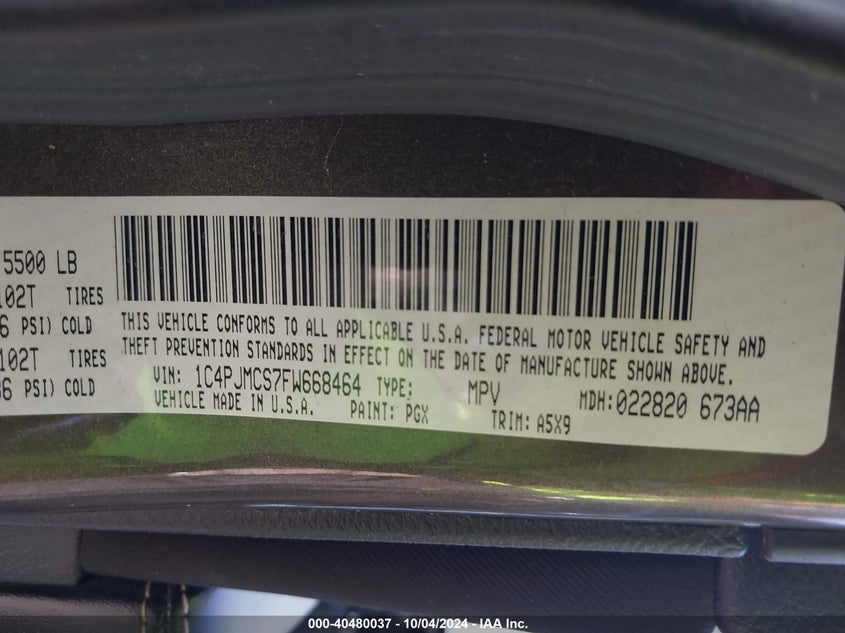 5500 LB
102T TIRES
6 PSI) COLD
102T TIRES
36 PSI) COLD
THIS VEHICLE CONFORMS TO ALL APPLICABLE U.S.A. FEDERAL MOTOR VEHICLE SAFETY AND
THEFT PREVENTION STANDARDS IN EFFECT ON THE DATE OF MANUFACTURE SHOWN ABOVE.
VIN: 1C4PJMCS7FW668464 TYPE: MPV MDH:022820 673AA
VEHICLE MADE IN U.S.A. PAINT: PGX TRIM: A5X9
000-40480037 - 10/04/2024 - IAA Inc.